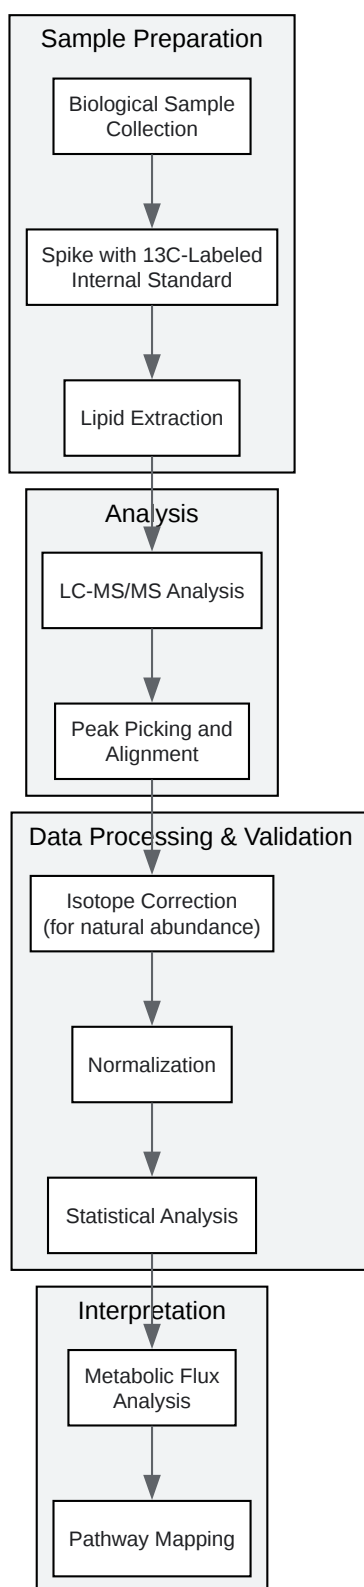 Sample Preparation
Biological Sample
Collection
Spike with 13C-Labeled
Internal Standard
Lipid Extraction
Analysis
LC-MS/MS Analysis
Peak Picking and
Alignment
Data Processing & Validation
Isotope Correction
(for natural abundance)
Normalization
Statistical Analysis
Interpretation
Metabolic Flux
Analysis
Pathway Mapping